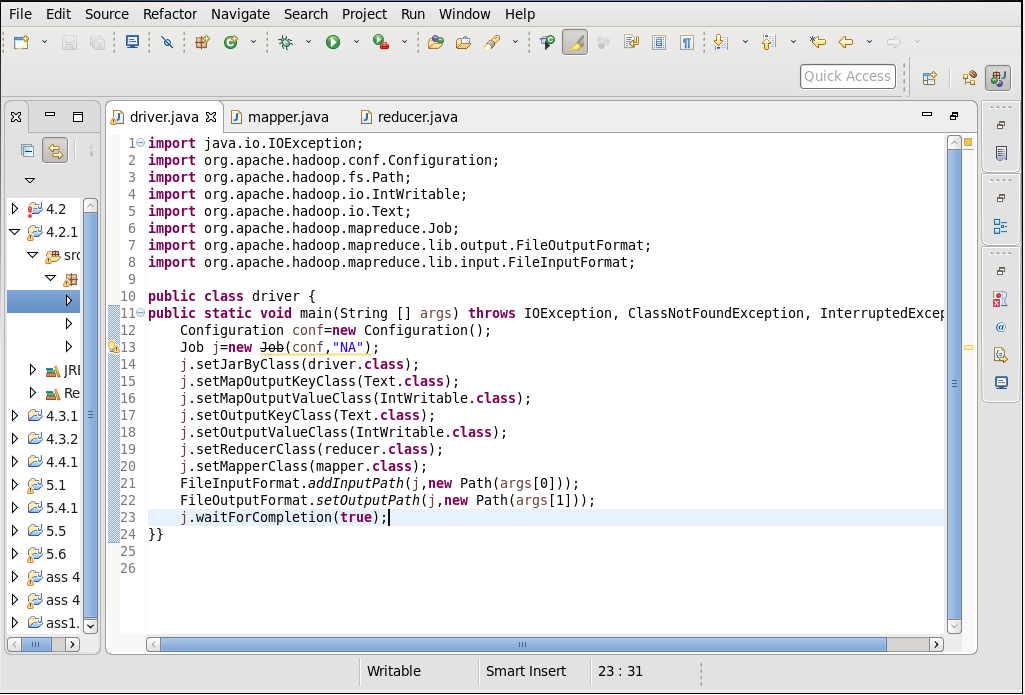 File Edit Source Refactor Navigate Search Project Run Window Help
Quick Access
driver.java mapper.java reducer.java
4.2
4.2.1
src
JRE
Re
4.3.1
4.3.2
4.4.1
5.1
5.4.1
5.5
5.6
ass 4
ass 4
ass1.
1 import java.io.IOException;
2 import org.apache.hadoop.conf.Configuration;
3 import org.apache.hadoop.fs.Path;
4 import org.apache.hadoop.io.IntWritable;
5 import org.apache.hadoop.io.Text;
6 import org.apache.hadoop.mapreduce.Job;
7 import org.apache.hadoop.mapreduce.lib.output.FileOutputFormat;
8 import org.apache.hadoop.mapreduce.lib.input.FileInputFormat;
9
10 public class driver {
11 public static void main(String [] args) throws IOException, ClassNotFoundException, InterruptedExcep
12 Configuration conf=new Configuration();
13 Job j=new Job(conf,"NA");
14 j.setJarByClass(driver.class);
15 j.setMapOutputKeyClass(Text.class);
16 j.setMapOutputValueClass(IntWritable.class);
17 j.setOutputKeyClass(Text.class);
18 j.setOutputValueClass(IntWritable.class);
19 j.setReducerClass(reducer.class);
20 j.setMapperClass(mapper.class);
21 FileInputFormat.addInputPath(j,new Path(args[0]));
22 FileOutputFormat.setOutputPath(j,new Path(args[1]));
23 j.waitForCompletion(true);
24 }}
25
26
Writable Smart Insert 23 : 31